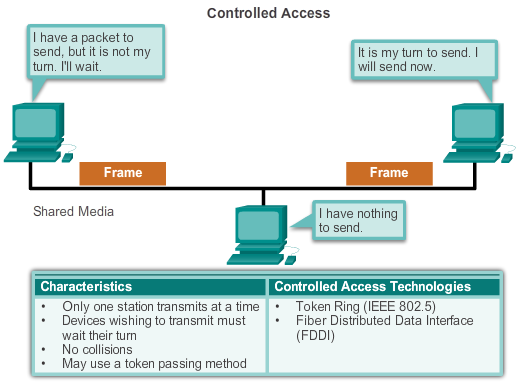 Controlled Access
I have a packet to
send, but it is not my
turn. I'll wait.
It is my turn to send. I
will send now.
Frame
Frame
Shared Media
I have nothing
to send.
Characteristics
• Only one station transmits at a time
• Devices wishing to transmit must
wait their turn
• No collisions
• May use a token passing method
Controlled Access Technologies
• Token Ring (IEEE 802.5)
• Fiber Distributed Data Interface
(FDDI)